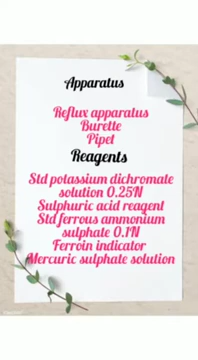 Apparatus
Reflux apparatus
Burette
Pipet
Reagents
Std potassium dichromate
solution 0.25N
Sulphuric acid reagent
Std ferrous ammonium
sulphate 0.1N
Ferroin indicator
Mercuric sulphate solution